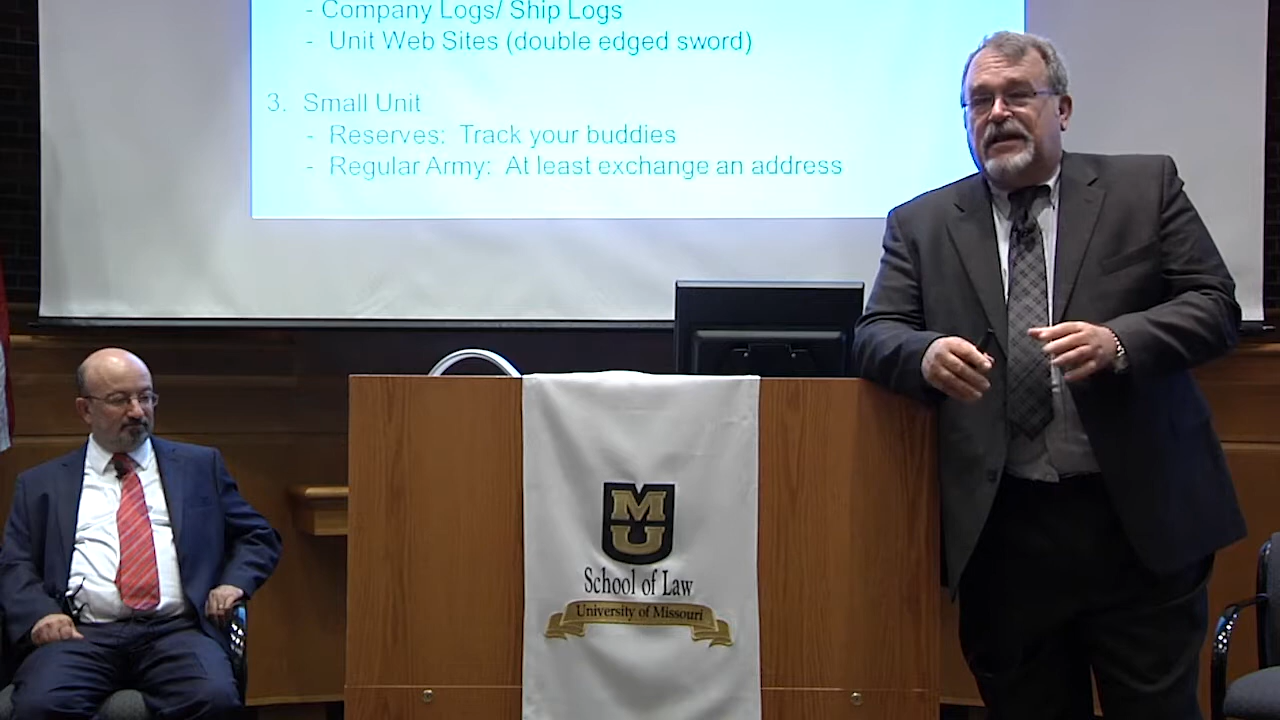 - Company Logs/ Ship Logs
- Unit Web Sites (double edged sword)
3. Small Unit
- Reserves: Track your buddies
- Regular Army: At least exchange an address
MU
School of Law
University of Missouri